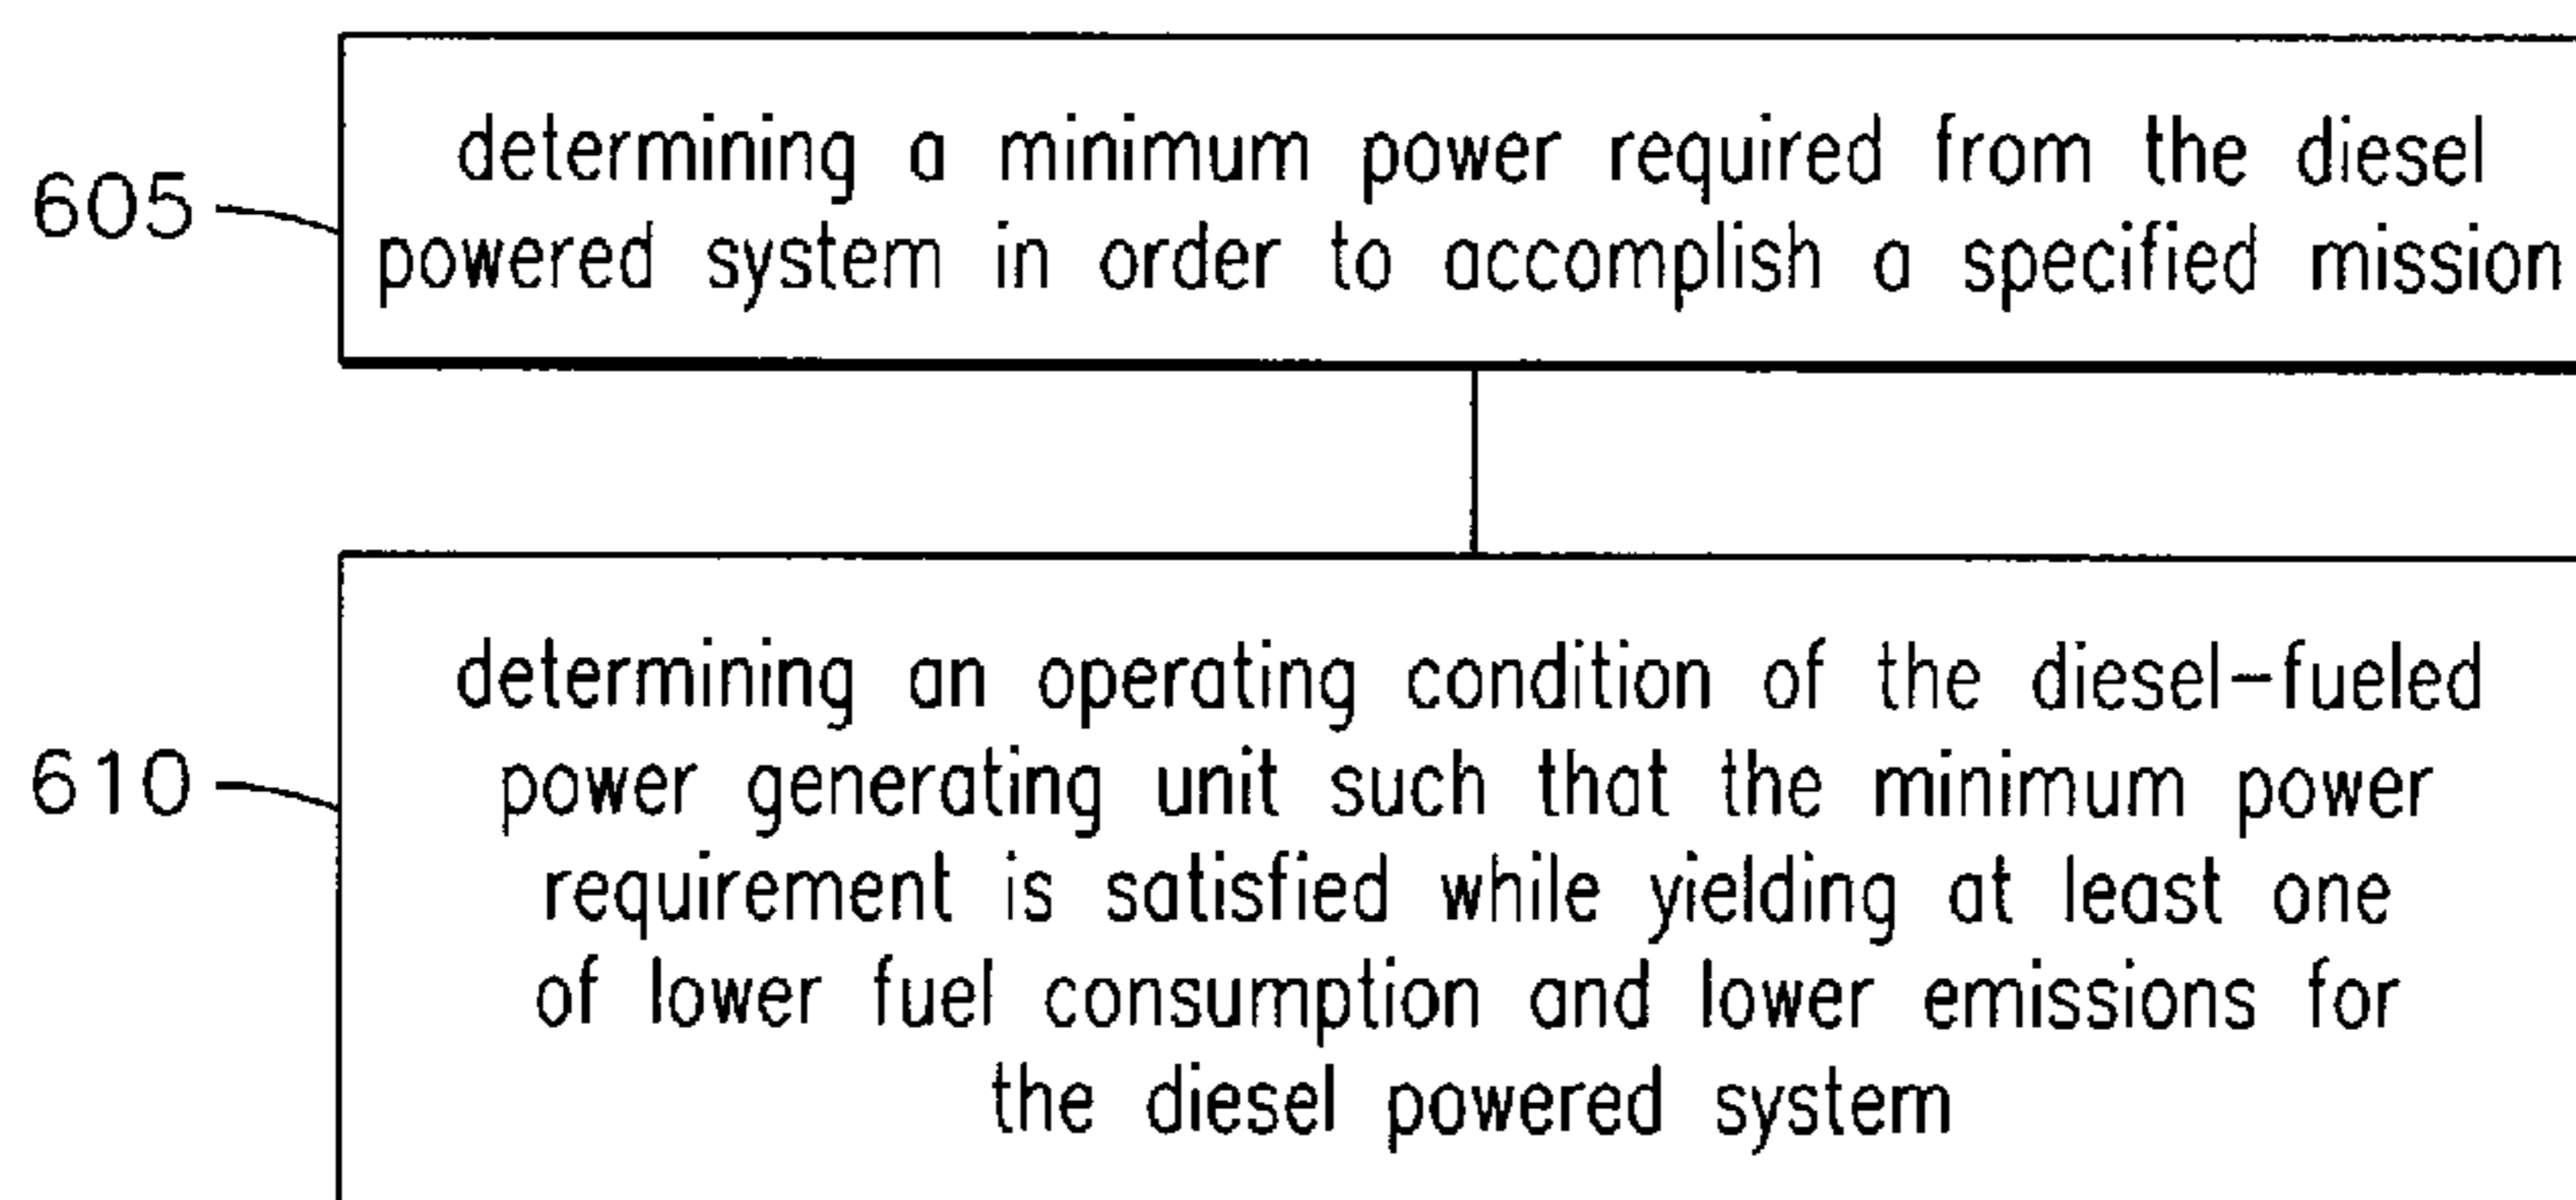 605
determining a minimum power required from the diesel
powered system in order to accomplish a specified mission
610
determining an operating condition of the diesel-fueled
power generating unit such that the minimum power
requirement is satisfied while yielding at least one
of lower fuel consumption and lower emissions for
the diesel powered system